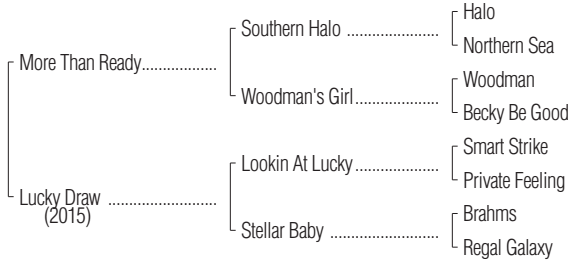 Halo
Southern Halo
Northern Sea
More Than Ready
Woodman
Woodman's Girl
Becky Be Good
Smart Strike
Lookin At Lucky
Private Feeling
Lucky Draw
(2015)
Brahms
Stellar Baby
Regal Galaxy